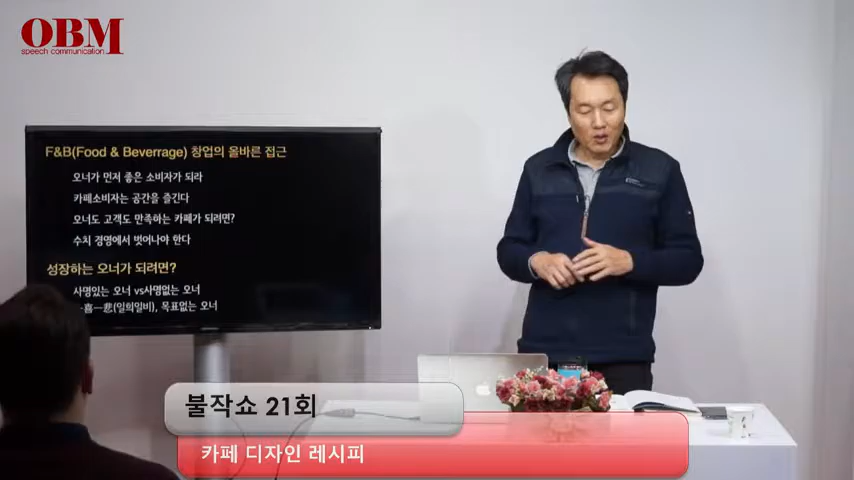 OBM
speech communication
F&B(Food & Beverrage) 창업의 올바른 접근
오너가 먼저 좋은 소비자가 되라
카페소비자는 공간을 즐긴다
오너도 고객도 만족하는 카페가 되려면?
수치 경영에서 벗어나야 한다
성장하는 오너가 되려면?
사명있는 오너 vs사명없는 오너
一喜一悲(일희일비), 목표없는 오너
불작쇼 21회
카페 디자인 레시피